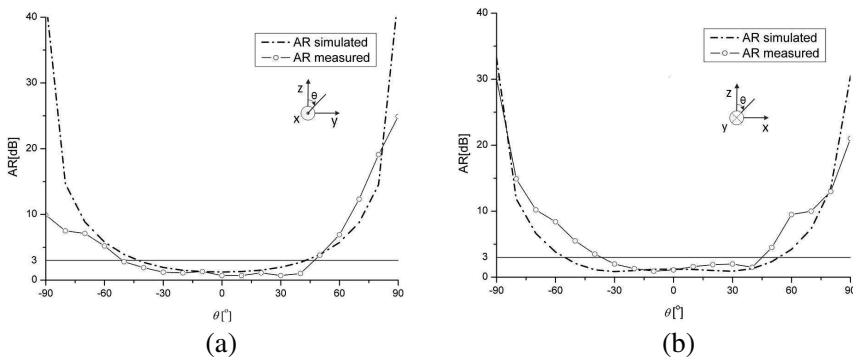 AR simulated
AR measured
z
θ
x
y
AR[dB]
40
30
20
10
3
0
-90
-60
-30
0
30
60
90
θ[°]
(a)
AR simulated
AR measured
z
θ
y
x
AR[dB]
40
30
20
10
3
0
-90
-60
-30
0
30
60
90
θ[°]
(b)